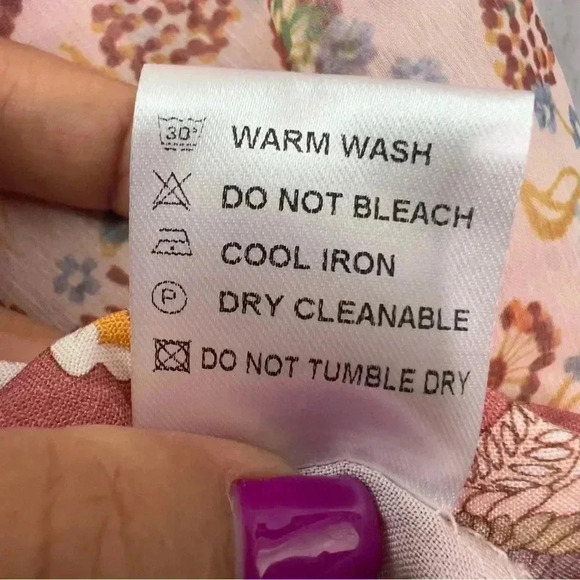 30° WARM WASH
DO NOT BLEACH
COOL IRON
P DRY CLEANABLE
DO NOT TUMBLE DRY